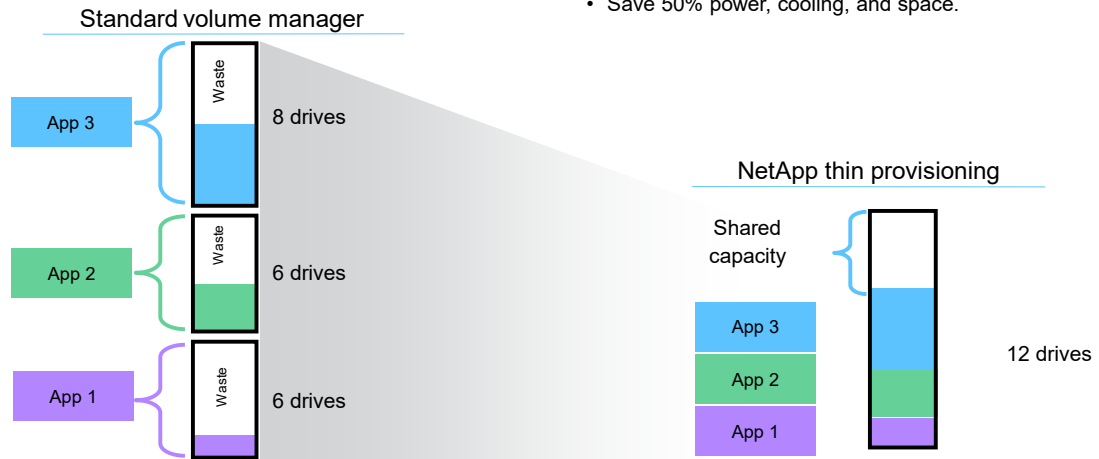 • Save 50% power, cooling, and space.
Standard volume manager
Waste
App 3
8 drives
Waste
App 2
6 drives
Waste
App 1
6 drives
NetApp thin provisioning
Shared
capacity
App 3
App 2
App 1
12 drives